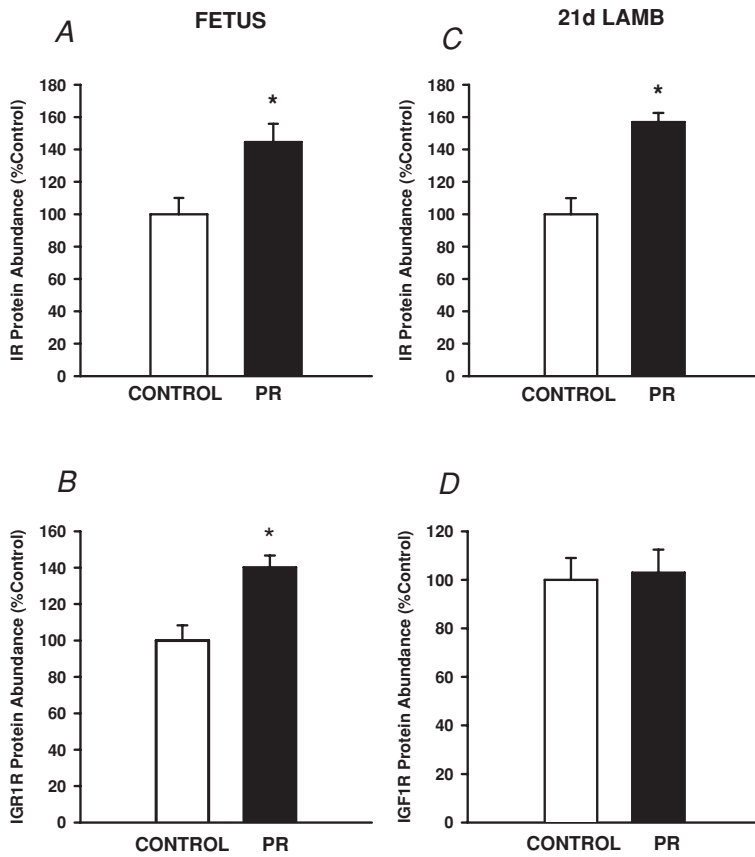 A
FETUS
IR Protein Abundance (%Control)
180
160
140
120
100
80
60
40
20
0
*
CONTROL PR
C
21d LAMB
IR Protein Abundance (%Control)
180
160
140
120
100
80
60
40
20
0
*
CONTROL PR
B
IGR1R Protein Abundance (%Control)
160
140
120
100
80
60
40
20
0
*
CONTROL PR
D
IGF1R Protein Abundance (%Control)
120
100
80
60
40
20
0
CONTROL PR